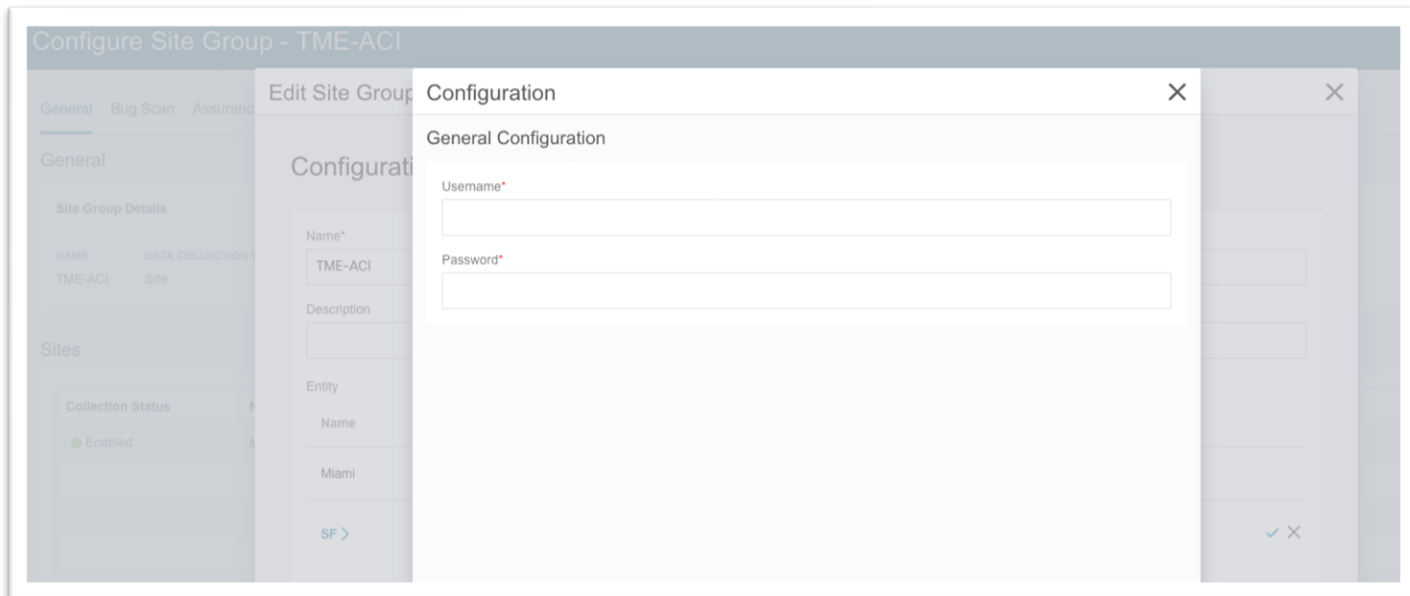 Configure Site Group - TME-ACI
General Bug Scan Assuranc
General
Site Group Details
NAME DATA COLLECTION T
TME-ACI Site
Sites
Collection Status N
Enabled
Edit Site Group
Configurati
Name*
TME-ACI
Description
Entity
Name
Miami
SF
Configuration
General Configuration
Username*
Password*